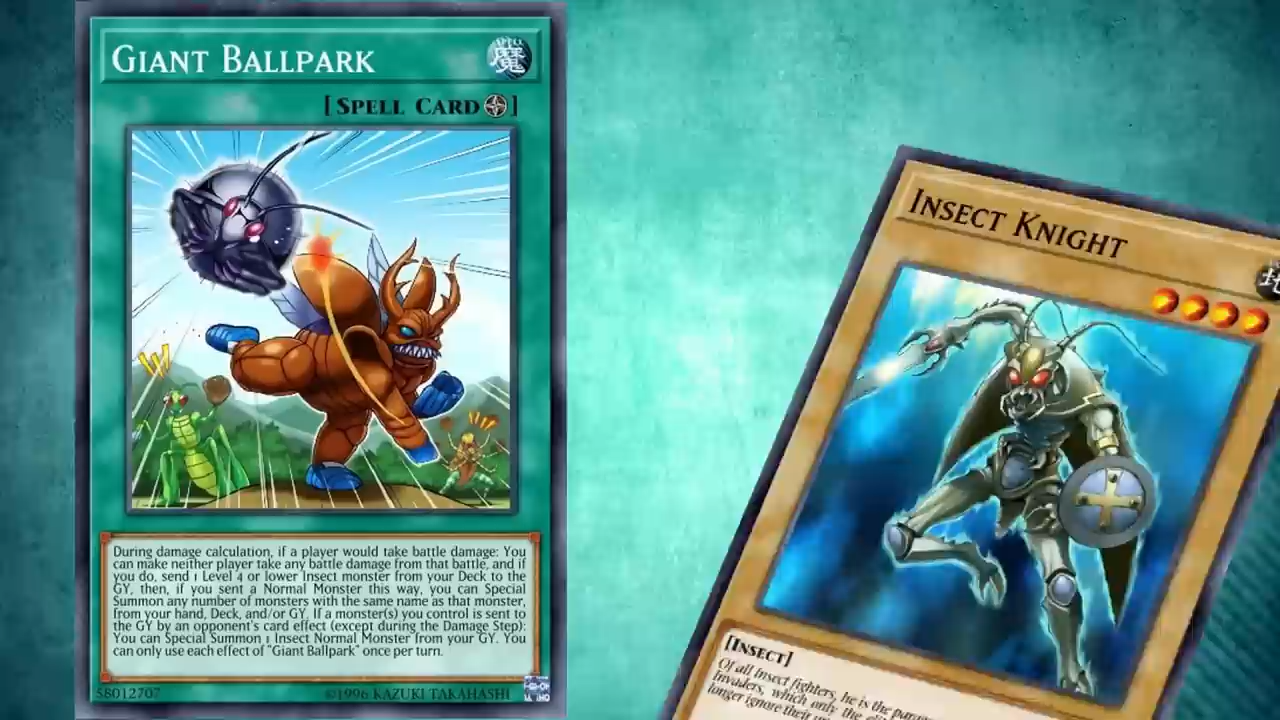 GIANT BALLPARK
魔
[SPELL CARD]
During damage calculation, if a player would take battle damage: You
can make neither player take any battle damage from that battle, and if
you do, send 1 Level 4 or lower Insect monster from your Deck to the
GY, then, if you sent a Normal Monster this way, you can Special
Summon any number of monsters with the same name as that monster,
from your hand, Deck, and/or GY. If a monster(s) you control is sent to
the GY by an opponent's card effect (except during the Damage Step):
You can Special Summon 1 Insect Normal Monster from your GY. You
can only use each effect of "Giant Ballpark" once per turn.
58012707
©1996 KAZUKI TAKAHASHI
INSECT KNIGHT
[INSECT]
Of all Insect fighters, he is the
invaders, which only the
longer ignore their